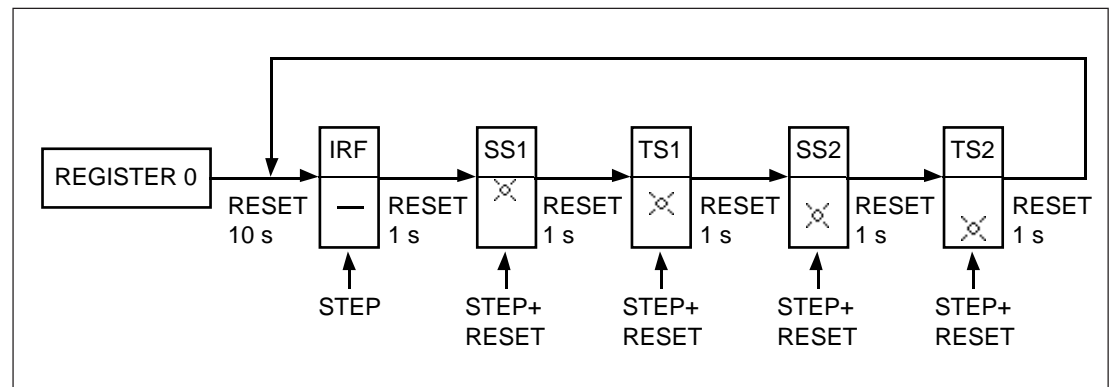 IRF
SS1
TS1
SS2
TS2
REGISTER 0
RESET
10 s
RESET
1 s
RESET
1 s
RESET
1 s
RESET
1 s
RESET
1 s
STEP
STEP+
RESET
STEP+
RESET
STEP+
RESET
STEP+
RESET